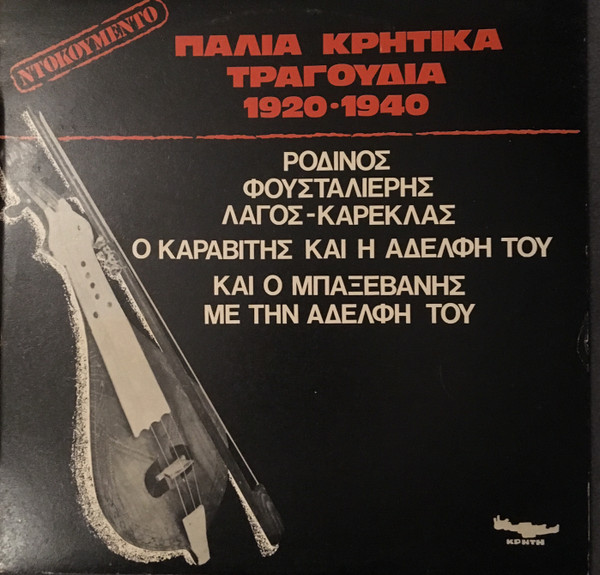 ΝΤΟΚΟΥΜΕΝΤΟ
ΠΑΛΙΑ ΚΡΗΤΙΚΑ
ΤΡΑΓΟΥΔΙΑ
1920·1940
ΡΟΔΙΝΟΣ
ΦΟΥΣΤΑΛΙΕΡΗΣ
ΛΑΓΟΣ-ΚΑΡΕΚΛΑΣ
Ο ΚΑΡΑΒΙΤΗΣ ΚΑΙ Η ΑΔΕΛΦΗ ΤΟΥ
ΚΑΙ Ο ΜΠΑΞΕΒΑΝΗΣ
ΜΕ ΤΗΝ ΑΔΕΛΦΗ ΤΟΥ
ΚΡΗΤΗ